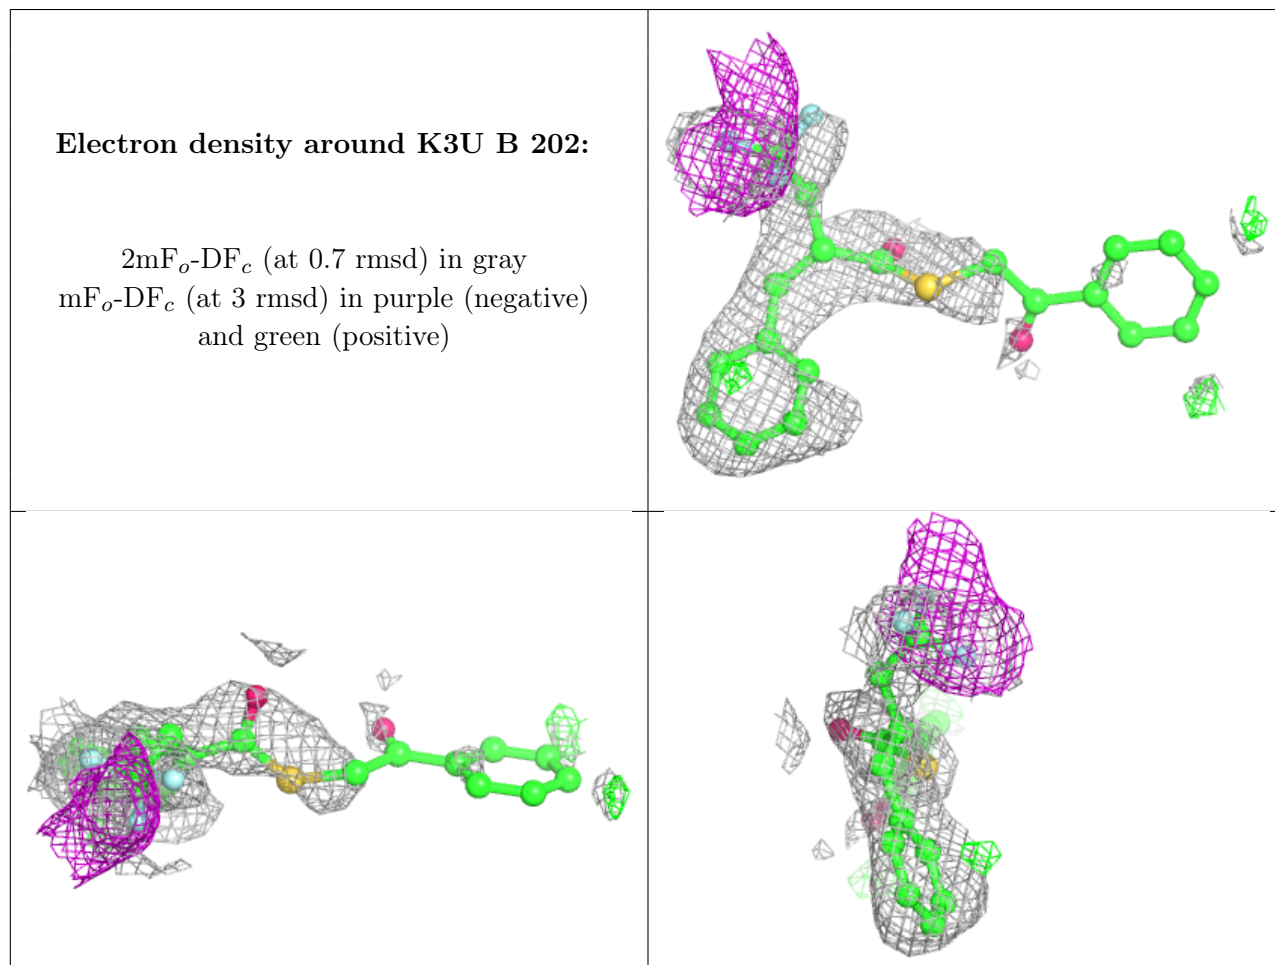 Electron density around K3U B 202:
2mFo-DFc (at 0.7 rmsd) in gray
mFo-DFc (at 3 rmsd) in purple (negative)
and green (positive)